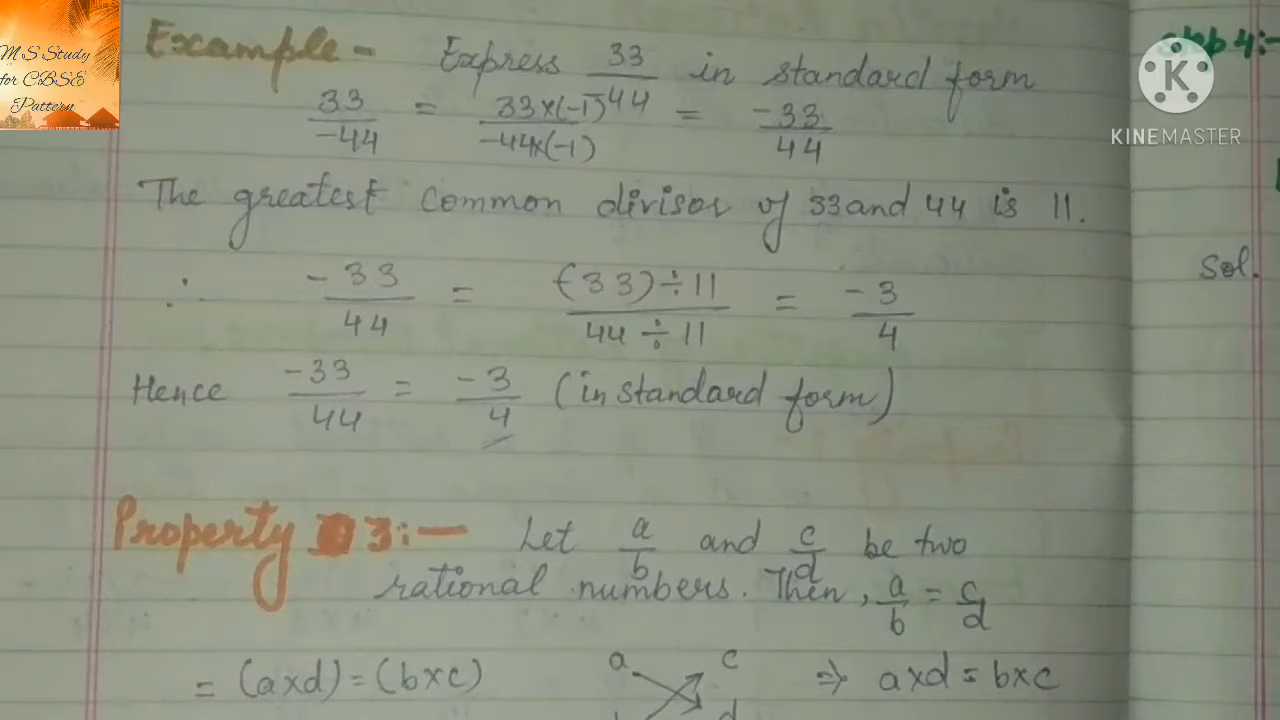 M S Study
for CBSE
Pattern
KINEMASTER
Example - Express 33/-44 in standard form
33/-44 = 33×(-1)/-44×(-1) = -33/44
The greatest common divisor of 33 and 44 is 11.
∴ -33/44 = (-33)÷11/44÷11 = -3/4
Hence -33/44 = -3/4 (in standard form)
Property 3:- Let a/b and c/d be two
rational numbers. Then, a/b = c/d
= (a×d) = (b×c) a c ⇒ a×d = b×c
d
4:-
Sol.